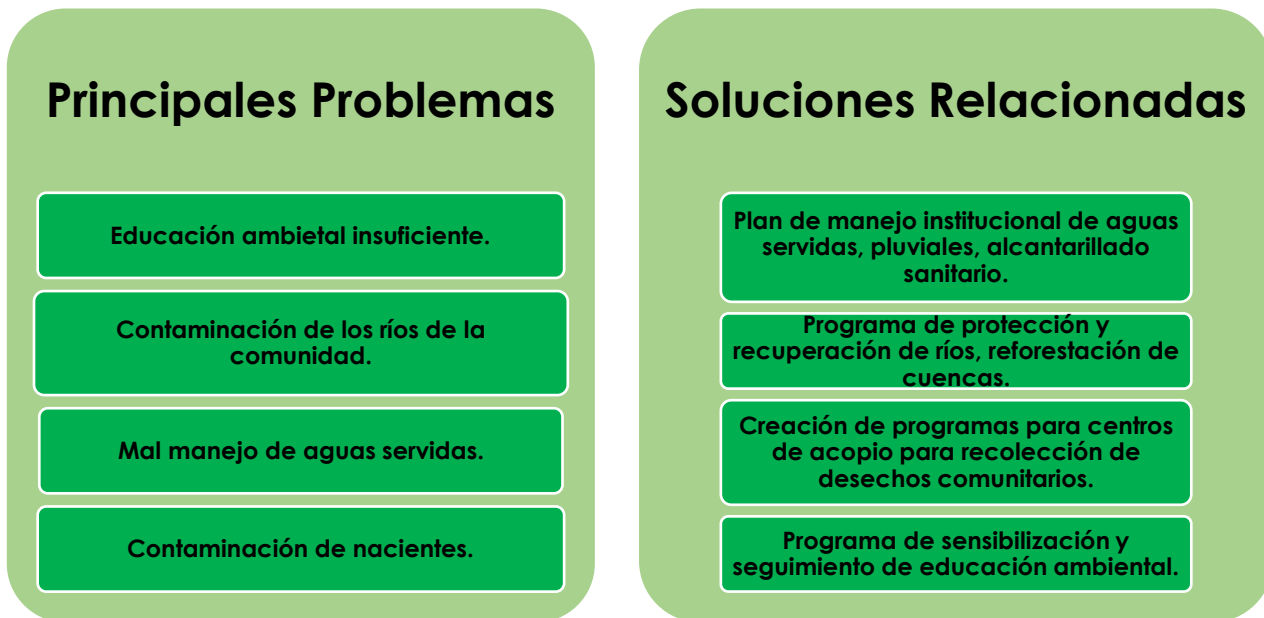 Principales Problemas
Educación ambietal insuficiente.
Contaminación de los ríos de la
comunidad.
Mal manejo de aguas servidas.
Contaminación de nacientes.
Soluciones Relacionadas
Plan de manejo institucional de aguas
servidas, pluviales, alcantarillado
sanitario.
Programa de protección y
recuperación de ríos, reforestación de
cuencas.
Creación de programas para centros
de acopio para recolección de
desechos comunitarios.
Programa de sensibilización y
seguimiento de educación ambiental.